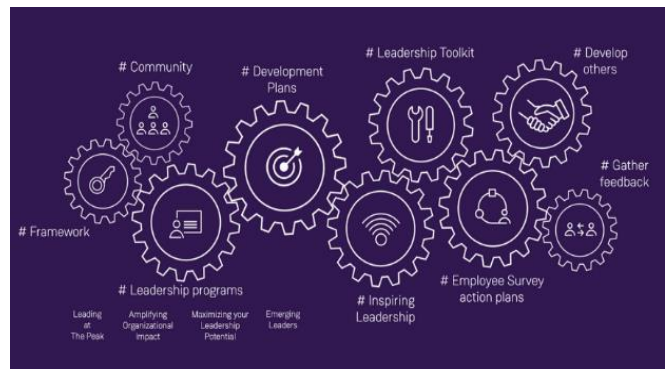 # Community
# Development
Plans
# Leadership Toolkit
# Develop
others
# Gather
feedback
# Framework
# Leadership programs
# Inspiring
Leadership
# Employee Survey
action plans
Leading
at
The Peak
Amplifying
Organizational
Impact
Maximizing your
Leadership
Potential
Emerging
Leaders